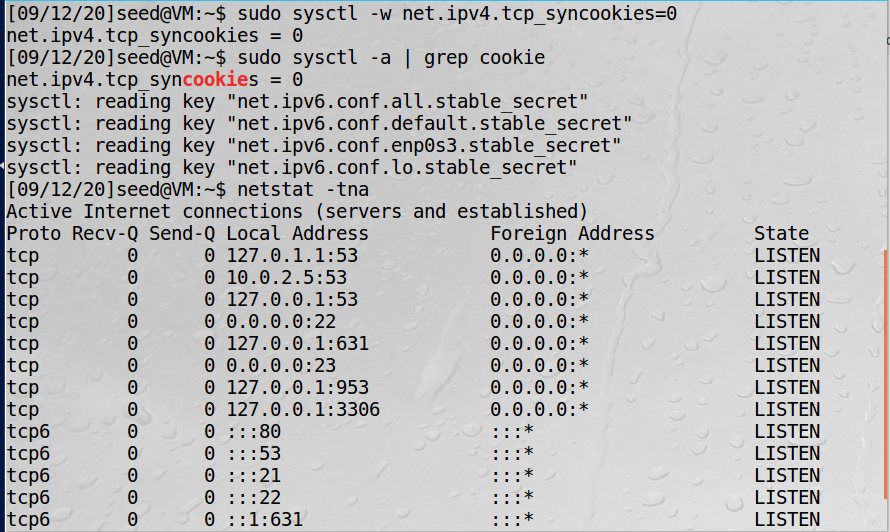 [09/12/20]seed@VM:~$ sudo sysctl -w net.ipv4.tcp_syncookies=0
net.ipv4.tcp_syncookies = 0
[09/12/20]seed@VM:~$ sudo sysctl -a | grep cookie
net.ipv4.tcp_syncookies = 0
sysctl: reading key "net.ipv6.conf.all.stable_secret"
sysctl: reading key "net.ipv6.conf.default.stable_secret"
sysctl: reading key "net.ipv6.conf.enp0s3.stable_secret"
sysctl: reading key "net.ipv6.conf.lo.stable_secret"
[09/12/20]seed@VM:~$ netstat -tna
Active Internet connections (servers and established)
Proto Recv-Q Send-Q Local Address           Foreign Address         State
tcp        0      0 127.0.1.1:53            0.0.0.0:*               LISTEN
tcp        0      0 10.0.2.5:53             0.0.0.0:*               LISTEN
tcp        0      0 127.0.0.1:53            0.0.0.0:*               LISTEN
tcp        0      0 0.0.0.0:22              0.0.0.0:*               LISTEN
tcp        0      0 127.0.0.1:631           0.0.0.0:*               LISTEN
tcp        0      0 0.0.0.0:23              0.0.0.0:*               LISTEN
tcp        0      0 127.0.0.1:953           0.0.0.0:*               LISTEN
tcp        0      0 127.0.0.1:3306          0.0.0.0:*               LISTEN
tcp6       0      0 :::80                   :::*                    LISTEN
tcp6       0      0 :::53                   :::*                    LISTEN
tcp6       0      0 :::21                   :::*                    LISTEN
tcp6       0      0 :::22                   :::*                    LISTEN
tcp6       0      0 ::1:631                 :::*                    LISTEN